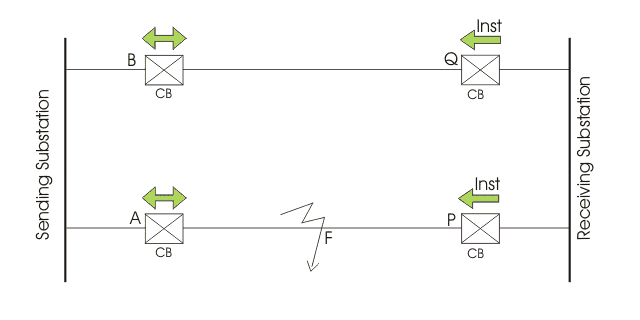 Inst
B
Q
CB
CB
Sending Substation
Receiving Substation
Inst
A
P
F
CB
CB